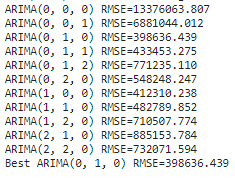 ARIMA(0, 0, 0) RMSE=13376063.807
ARIMA(0, 0, 1) RMSE=6881044.012
ARIMA(0, 1, 0) RMSE=398636.439
ARIMA(0, 1, 1) RMSE=433453.275
ARIMA(0, 1, 2) RMSE=771235.110
ARIMA(0, 2, 0) RMSE=548248.247
ARIMA(1, 0, 0) RMSE=412310.238
ARIMA(1, 1, 0) RMSE=482789.852
ARIMA(1, 2, 0) RMSE=710507.774
ARIMA(2, 1, 0) RMSE=885153.784
ARIMA(2, 2, 0) RMSE=732071.594
Best ARIMA(0, 1, 0) RMSE=398636.439